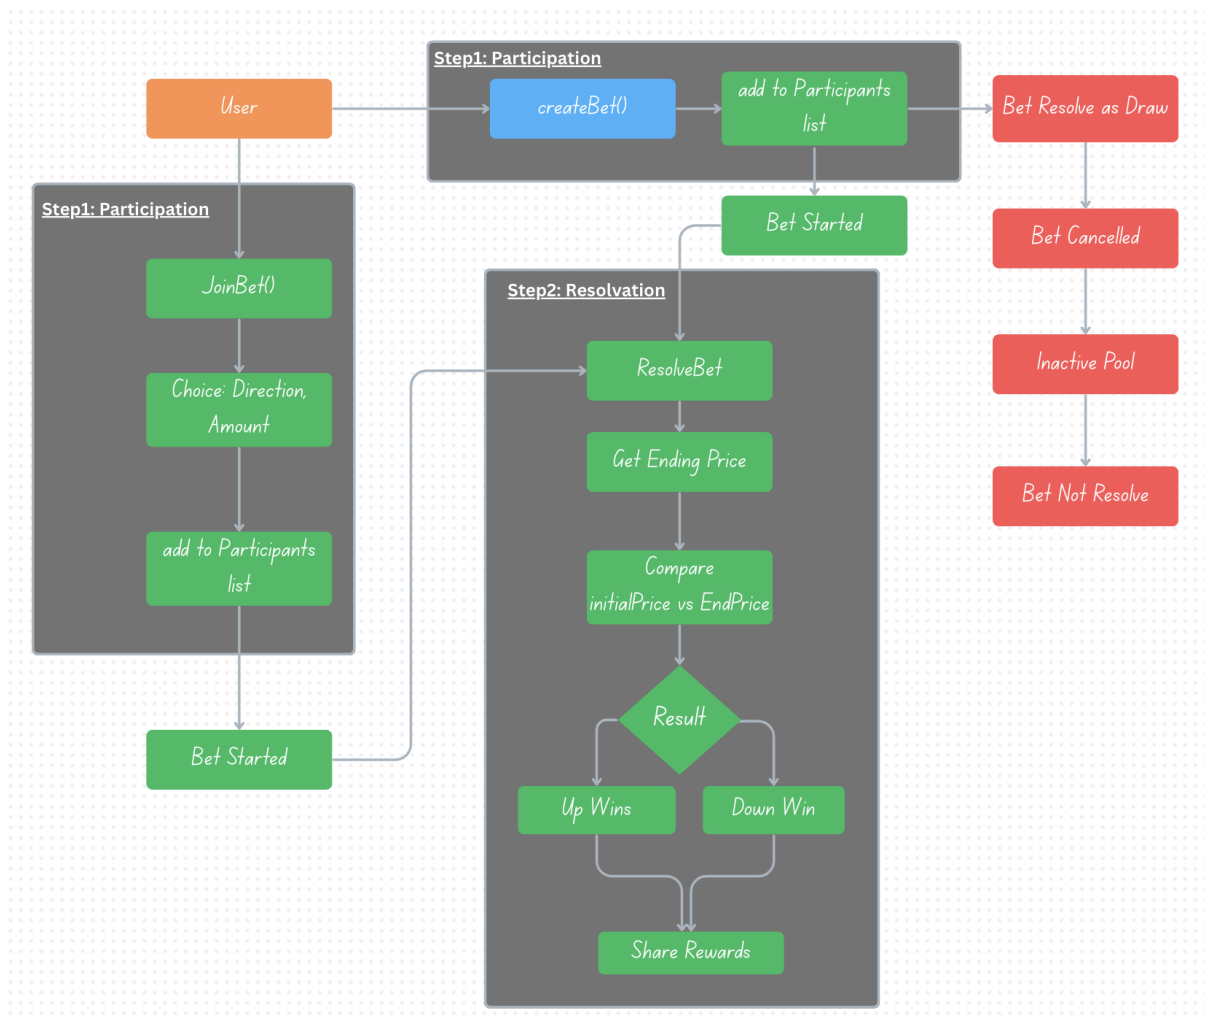 Step1: Participation
User
createBet()
add to Participants
list
Bet Resolve as Draw
Step1: Participation
JoinBet()
Choice: Direction,
Amount
add to Participants
list
Bet Started
Bet Started
Step2: Resolvation
ResolveBet
Get Ending Price
Compare
initialPrice vs EndPrice
Result
Up Wins
Down Win
Share Rewards
Bet Cancelled
Inactive Pool
Bet Not Resolve